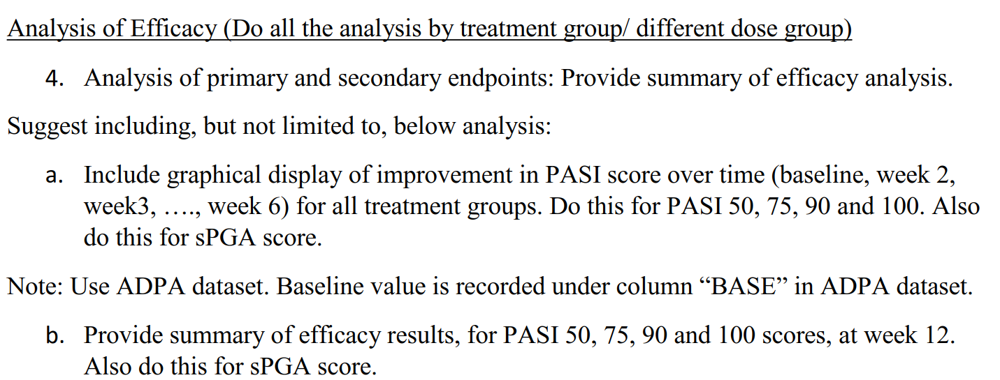 Analysis of Efficacy (Do all the analysis by treatment group/ different dose group)
4. Analysis of primary and secondary endpoints: Provide summary of efficacy analysis.
Suggest including, but not limited to, below analysis:
a. Include graphical display of improvement in PASI score over time (baseline, week 2,
week3, …., week 6) for all treatment groups. Do this for PASI 50, 75, 90 and 100. Also
do this for sPGA score.
Note: Use ADPA dataset. Baseline value is recorded under column “BASE” in ADPA dataset.
b. Provide summary of efficacy results, for PASI 50, 75, 90 and 100 scores, at week 12.
Also do this for sPGA score.